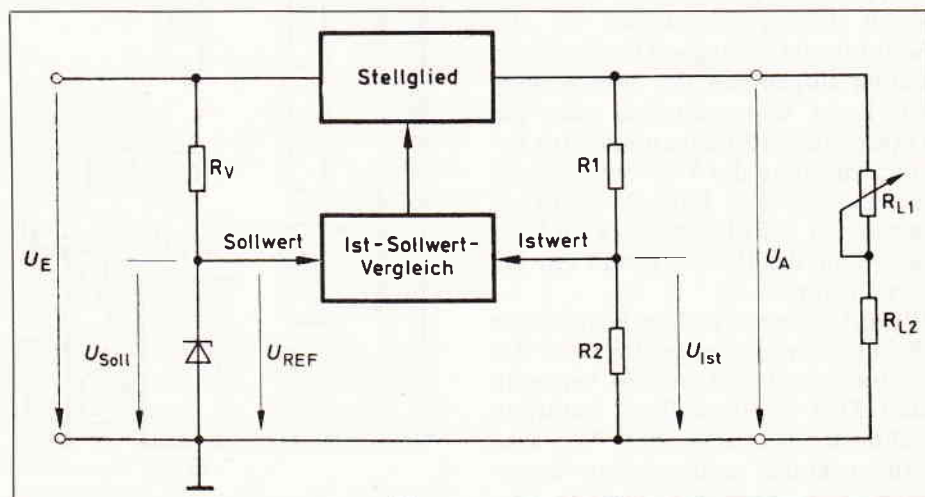 Stellglied
R_V
R1
R_L1
Sollwert
Ist-Sollwert-
Vergleich
Istwert
U_E
U_A
U_Soll
U_REF
R2
U_Ist
R_L2